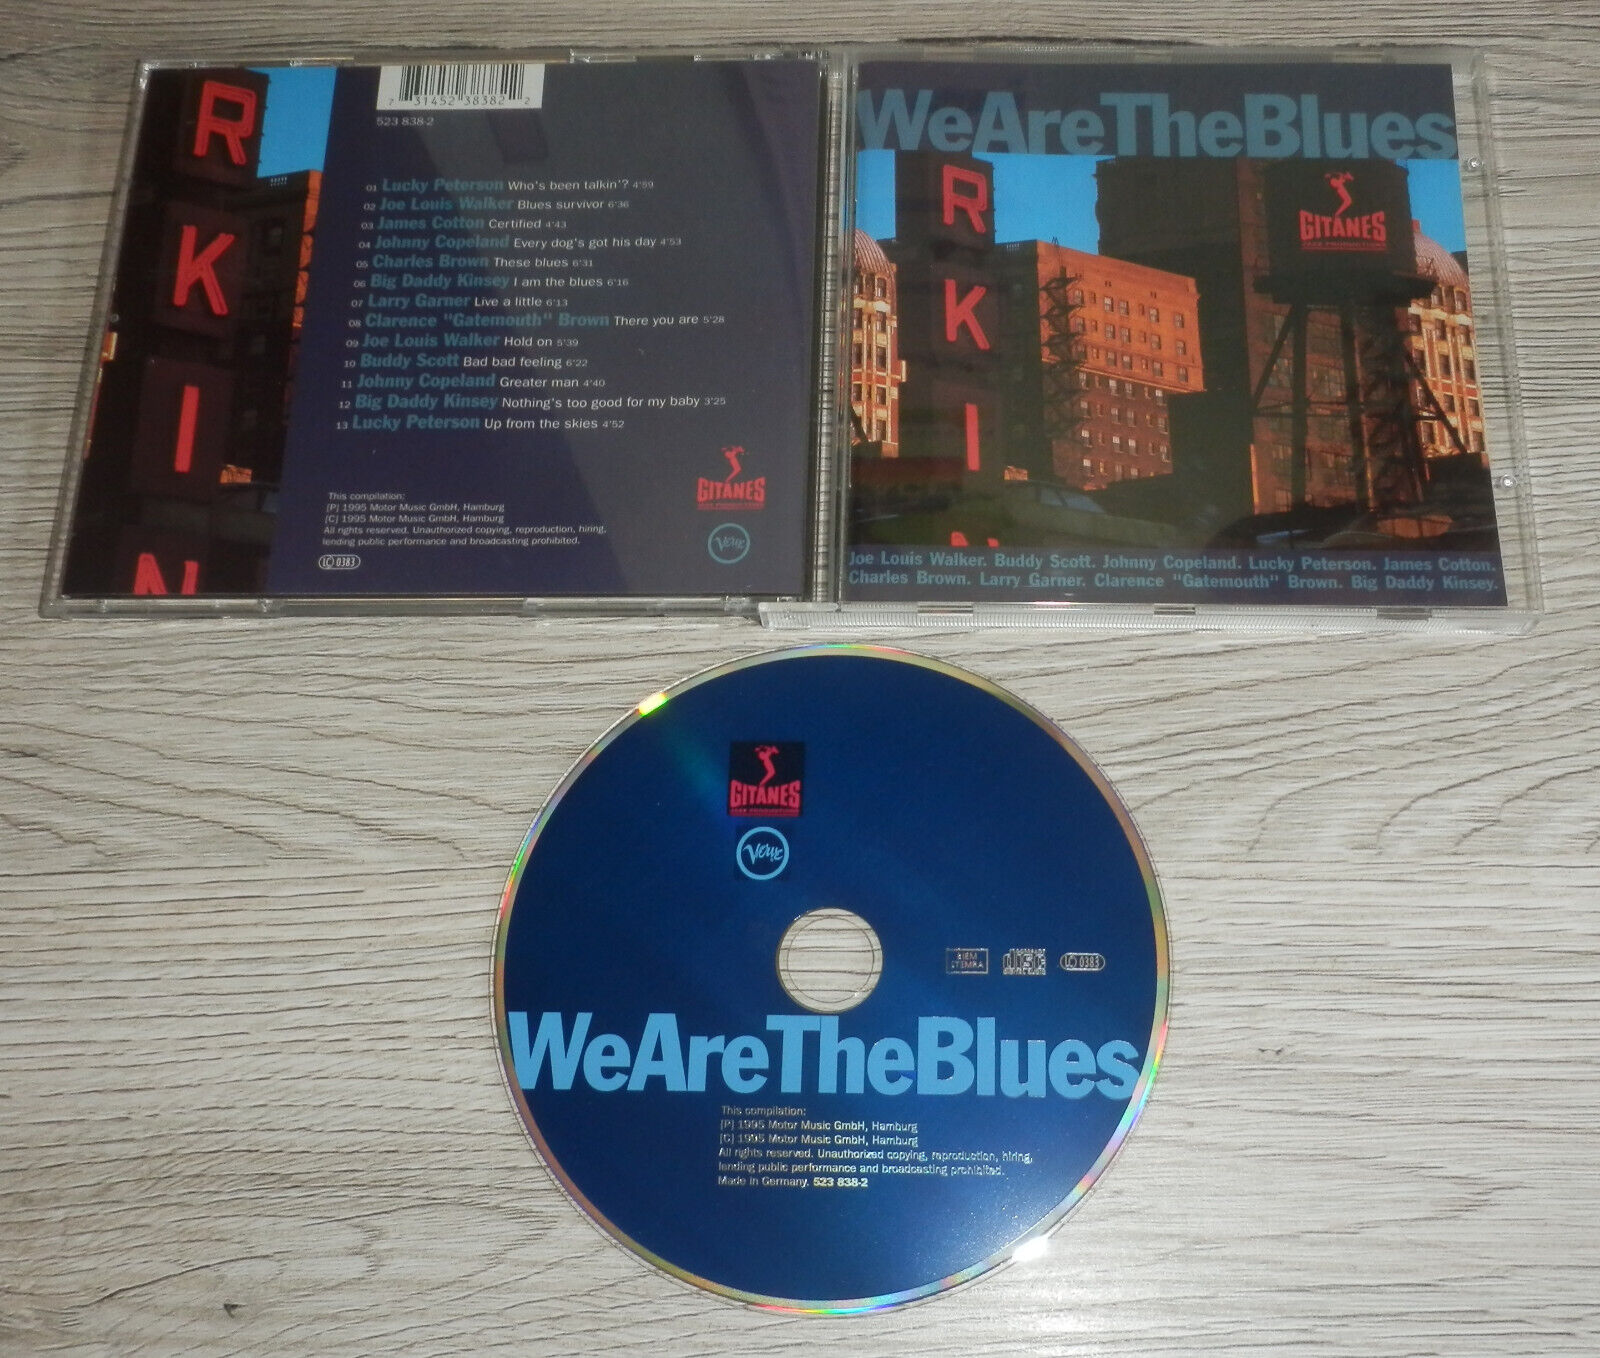 R
K
I
N
7 31452 38382 2
523 838-2
01 Lucky Peterson Who's been talkin'? 4'59
02 Joe Louis Walker Blues survivor 6'36
03 James Cotton Certified 4'43
04 Johnny Copeland Every dog's got his day 4'53
05 Charles Brown These blues 6'31
06 Big Daddy Kinsey I am the blues 6'16
07 Larry Garner Live a little 6'13
08 Clarence "Gatemouth" Brown There you are 5'28
09 Joe Louis Walker Hold on 5'39
10 Buddy Scott Bad bad feeling 6'22
11 Johnny Copeland Greater man 4'40
12 Big Daddy Kinsey Nothing's too good for my baby 3'25
13 Lucky Peterson Up from the skies 4'52
This compilation:
[P] 1995 Motor Music GmbH, Hamburg
[C] 1995 Motor Music GmbH, Hamburg
All rights reserved. Unauthorized copying, reproduction, hiring,
lending public performance and broadcasting prohibited.
LC 0383
GITANES
JAZZ PRODUCTIONS
VERVE
WeAreTheBlues
R
K
I
N
GITANES
JAZZ PRODUCTIONS
Joe Louis Walker. Buddy Scott. Johnny Copeland. Lucky Peterson. James Cotton.
Charles Brown. Larry Garner. Clarence "Gatemouth" Brown. Big Daddy Kinsey.
GITANES
JAZZ PRODUCTIONS
VERVE
BIEM
STEMRA
disc
LC 0383
WeAreTheBlues
This compilation:
[P] 1995 Motor Music GmbH, Hamburg
[C] 1995 Motor Music GmbH, Hamburg
All rights reserved. Unauthorized copying, reproduction, hiring,
lending public performance and broadcasting prohibited.
Made in Germany. 523 838-2